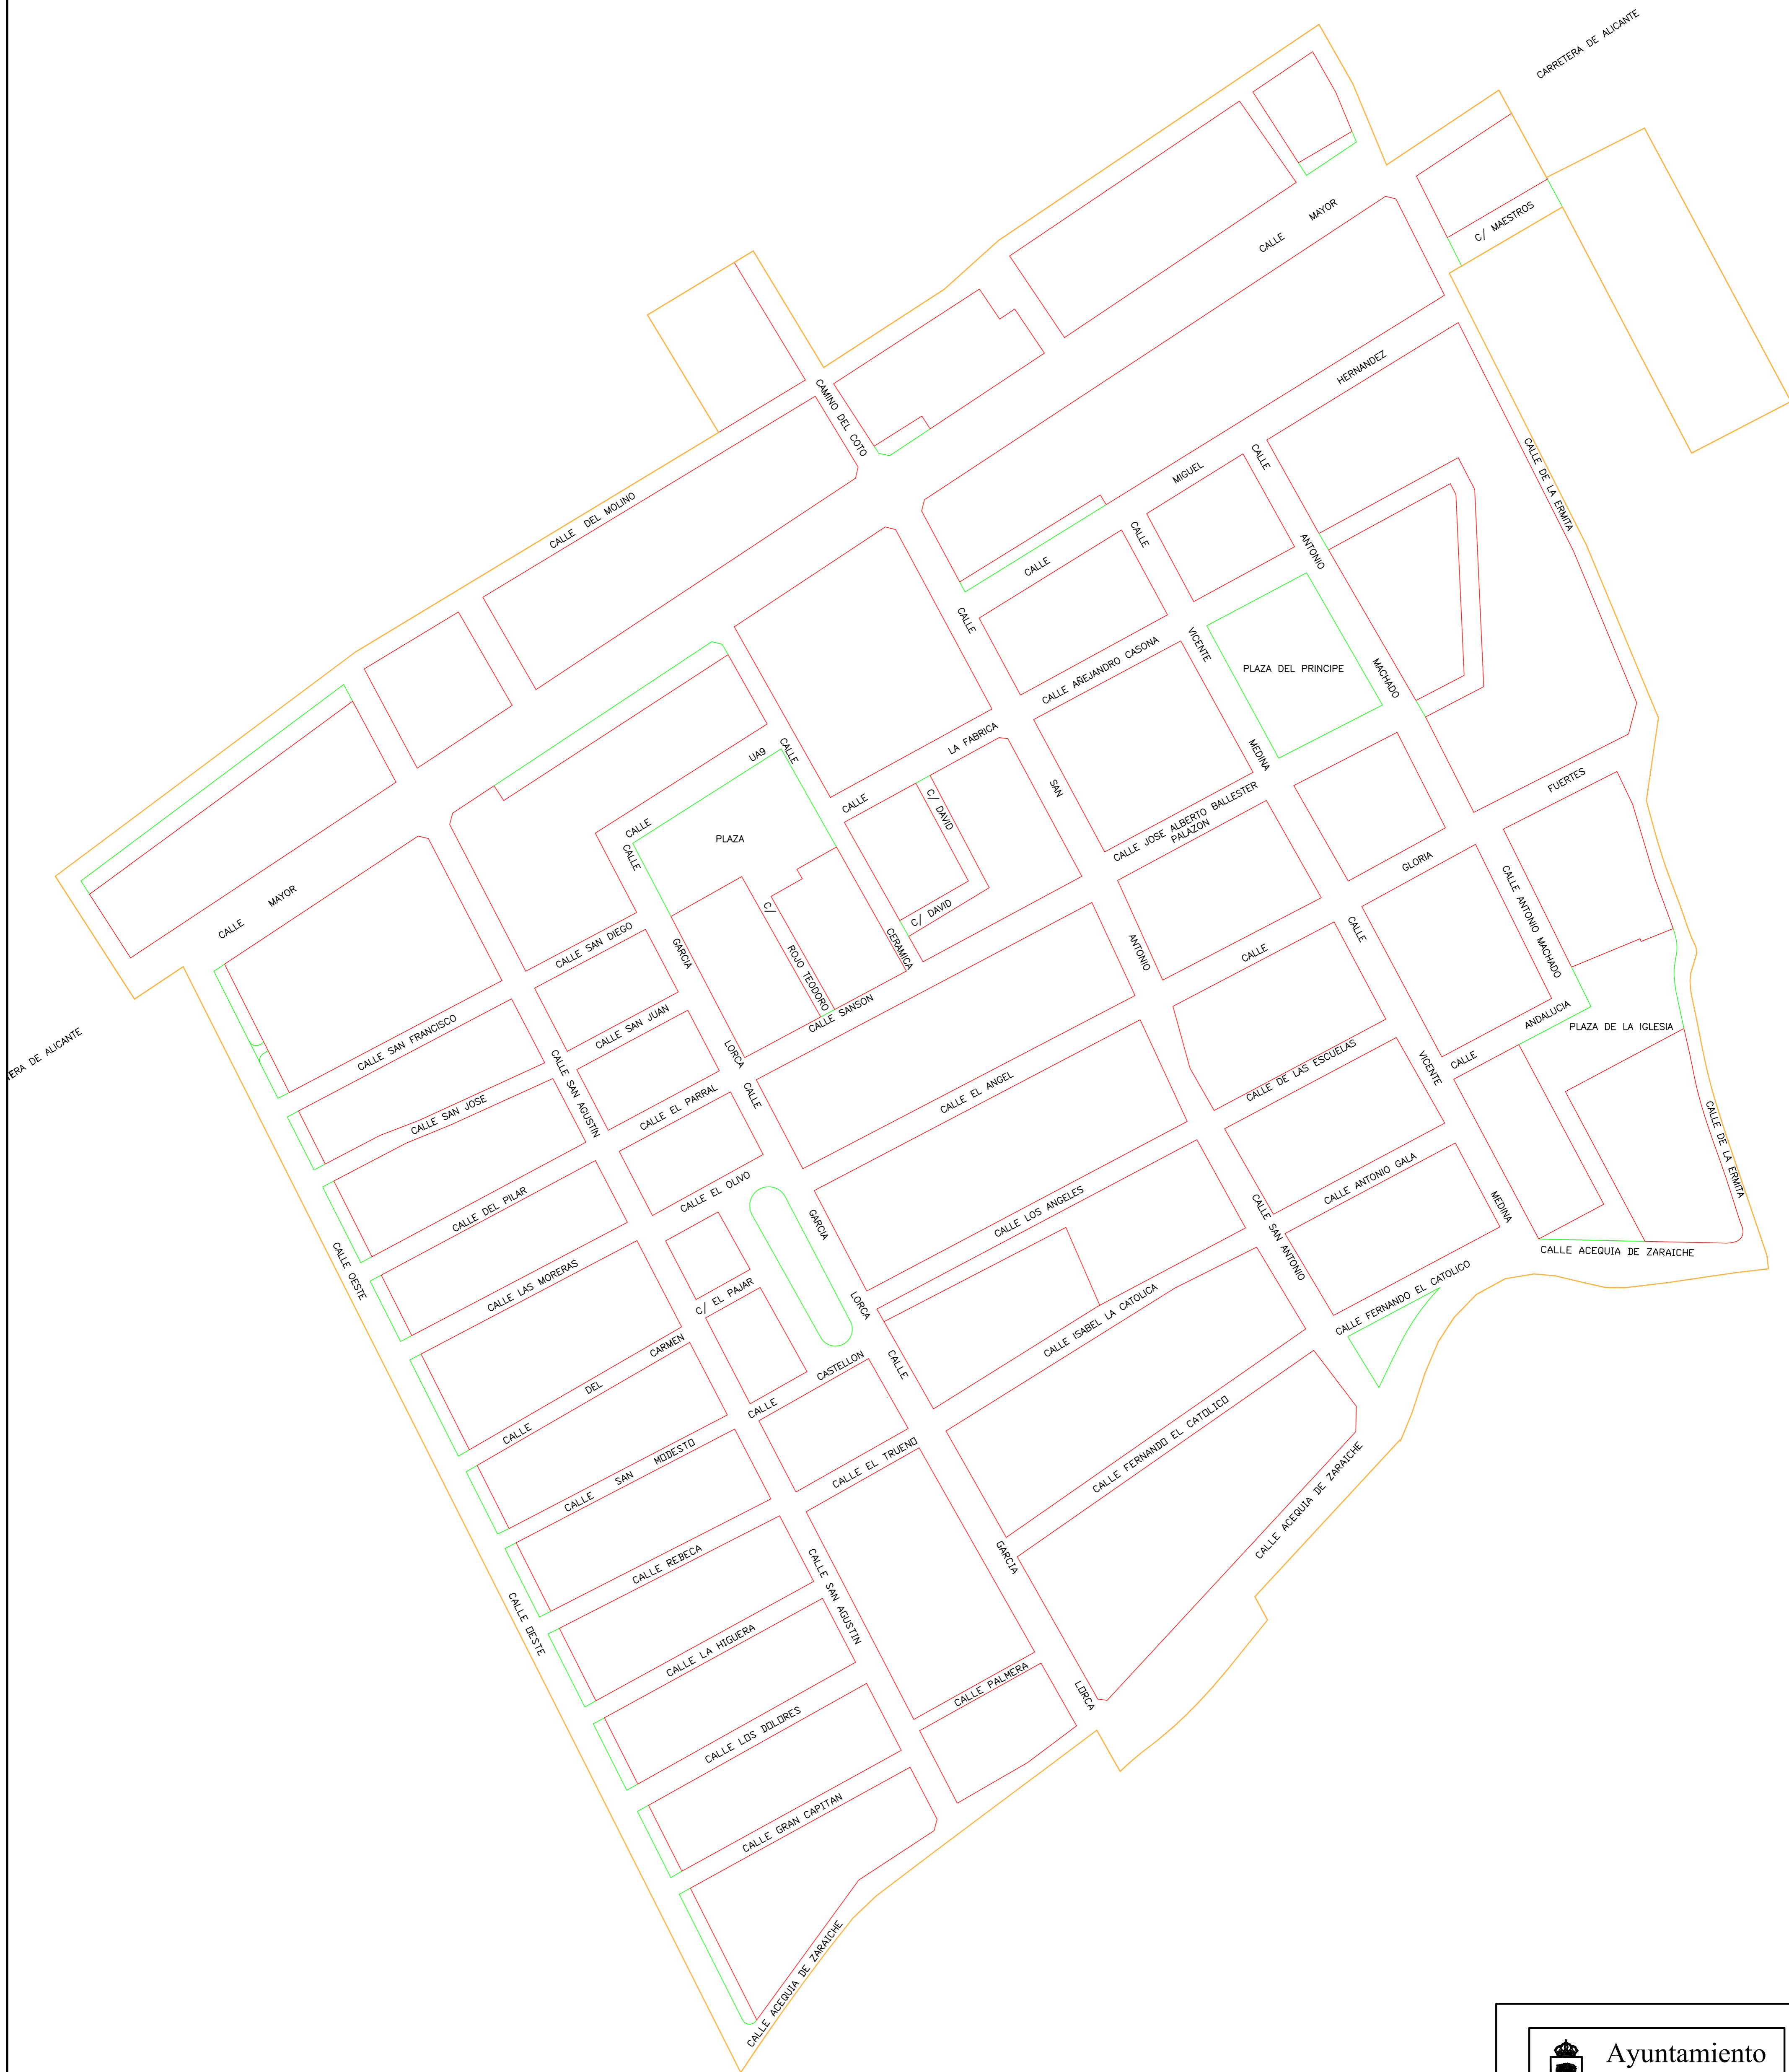 CARRETERA DE ALICANTE
CALLE MAYOR
C/ MAESTROS
CALLE MIGUEL HERNANDEZ
CAMINO DEL COTO
CALLE DEL MOLINO
CALLE DE LA ERMITA
CALLE ANTONIO MACHADO
CALLE VICENTE MEDINA
PLAZA DEL PRINCIPE
CALLE AÑEJANDRO CASONA
CALLE SAN ANTONIO
CALLE LA FABRICA
CALLE CERAMICA
CALLE UA9
PLAZA
C/ DAVID
C/ DAVID
CALLE JOSE ALBERTO BALLESTER
PALAZON
CALLE GLORIA FUERTES
CALLE MAYOR
CALLE ANTONIO MACHADO
CALLE SAN DIEGO
CALLE GARCIA LORCA
C/ ROJO TEODORO
CALLE SANSON
CALLE SAN JUAN
CALLE SAN FRANCISCO
TERA DE ALICANTE
CALLE ANDALUCIA
PLAZA DE LA IGLESIA
CALLE VICENTE MEDINA
CALLE DE LAS ESCUELAS
CALLE EL ANGEL
CALLE SAN AGUSTÍN
CALLE SAN JOSE
CALLE EL PARRAL
CALLE DE LA ERMITA
CALLE ANTONIO GALA
CALLE EL OLIVO
CALLE DEL PILAR
CALLE LOS ANGELES
CALLE SAN ANTONIO
CALLE GARCIA LORCA
CALLE ACEQUIA DE ZARAICHE
CALLE OESTE
CALLE LAS MORERAS
C/ EL PAJAR
CALLE ISABEL LA CATOLICA
CALLE FERNANDO EL CATOLICO
CALLE DEL CARMEN
CALLE CASTELLON
CALLE GARCIA LORCA
CALLE EL TRUENO
CALLE SAN MODESTO
CALLE FERNANDO EL CATOLICO
CALLE ACEQUIA DE ZARAICHE
CALLE REBECA
CALLE SAN AGUSTIN
CALLE OESTE
CALLE LA HIGUERA
CALLE PALMERA
CALLE LOS DOLORES
CALLE GRAN CAPITAN
CALLE ACEQUIA DE ZARAICHE
CALLE
Ayuntamiento